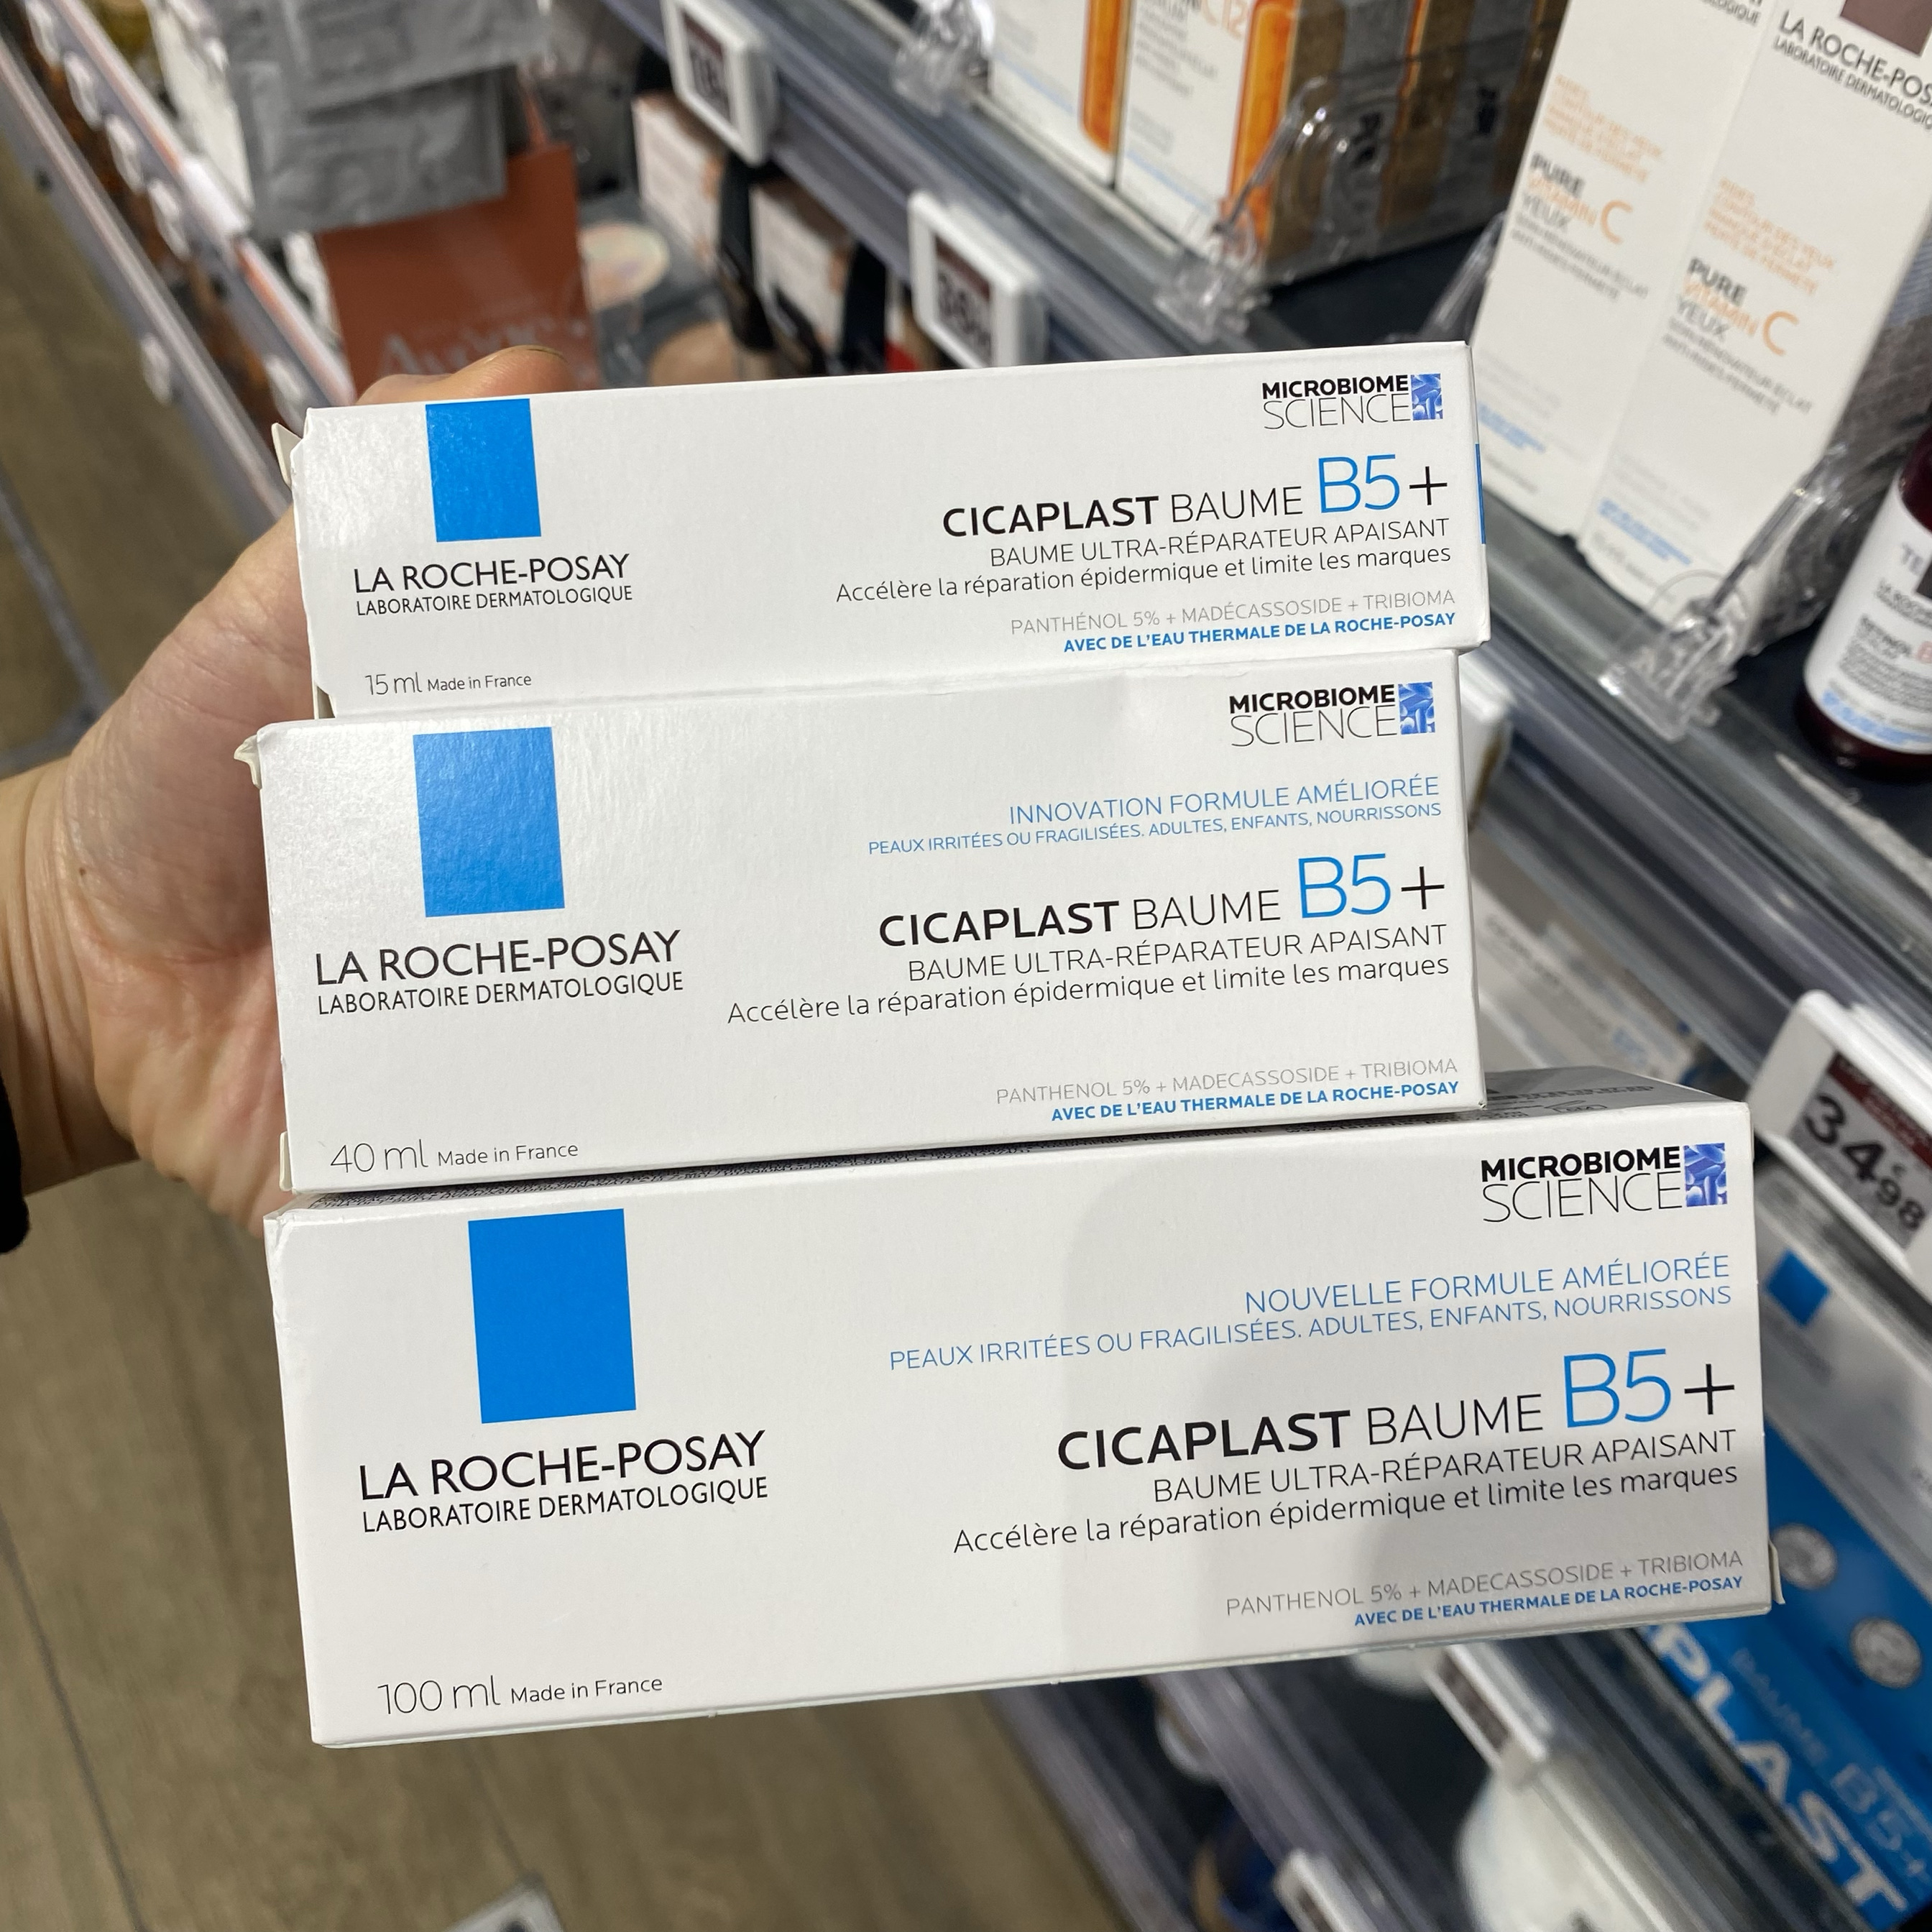 LA ROCHE-POSAY
LABORATOIRE DERMATOLOGIQUE
15 ml Made in France
MICROBIOME
SCIENCE
CICAPLAST BAUME B5+
BAUME ULTRA-RÉPARATEUR APAISANT
Accélère la réparation épidermique et limite les marques
PANTHÉNOL 5% + MADÉCASSOSIDE + TRIBIOMA
AVEC DE L'EAU THERMALE DE LA ROCHE-POSAY
LA ROCHE-POSAY
LABORATOIRE DERMATOLOGIQUE
40 ml Made in France
MICROBIOME
SCIENCE
INNOVATION FORMULE AMÉLIORÉE
PEAUX IRRITÉES OU FRAGILISÉES. ADULTES, ENFANTS, NOURRISSONS
CICAPLAST BAUME B5+
BAUME ULTRA-RÉPARATEUR APAISANT
Accélère la réparation épidermique et limite les marques
PANTHENOL 5% + MADECASSOSIDE + TRIBIOMA
AVEC DE L'EAU THERMALE DE LA ROCHE-POSAY
LA ROCHE-POSAY
LABORATOIRE DERMATOLOGIQUE
100 ml Made in France
MICROBIOME
SCIENCE
NOUVELLE FORMULE AMÉLIORÉE
PEAUX IRRITÉES OU FRAGILISÉES. ADULTES, ENFANTS, NOURRISSONS
CICAPLAST BAUME B5+
BAUME ULTRA-RÉPARATEUR APAISANT
Accélère la réparation épidermique et limite les marques
PANTHENOL 5% + MADECASSOSIDE + TRIBIOMA
AVEC DE L'EAU THERMALE DE LA ROCHE-POSAY
PURE
VITAMIN C
YEUX
LA ROCHE-POS
PURE
VITAMIN C
YEUX
34€98
PLAST
BAUME B5+